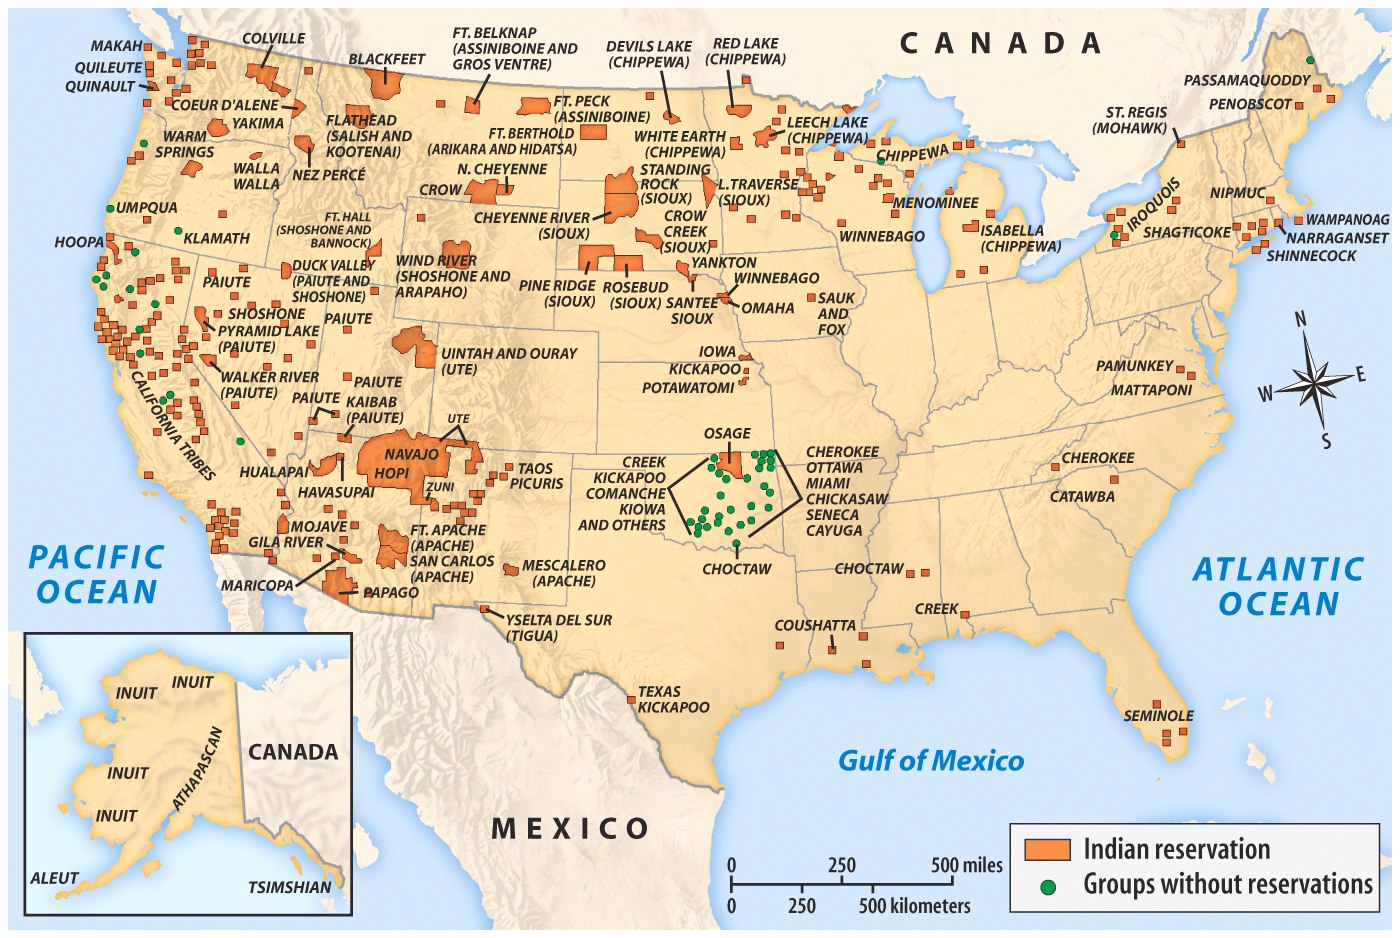 CANADA
MAKAH
QUILEUTE
QUINAULT
COLVILLE
BLACKFEET
FT. BELKNAP
(ASSINIBOINE AND
GROS VENTRE)
DEVILS LAKE
(CHIPPEWA)
RED LAKE
(CHIPPEWA)
COEUR D'ALENE
YAKIMA
WARM
SPRINGS
WALLA
WALLA
NEZ PERCÉ
FLATHEAD
(SALISH AND
KOOTENAI)
FT. PECK
(ASSINIBOINE)
FT. BERTHOLD
(ARIKARA AND HIDATSA)
N. CHEYENNE
CROW
WHITE EARTH
(CHIPPEWA)
LEECH LAKE
(CHIPPEWA)
STANDING
ROCK
(SIOUX)
L.TRAVERSE
(SIOUX)
CHEYENNE RIVER
(SIOUX)
CROW
CREEK
(SIOUX)
CHIPPEWA
MENOMINEE
WINNEBAGO
ISABELLA
(CHIPPEWA)
PASSAMAQUODDY
PENOBSCOT
ST. REGIS
(MOHAWK)
IROQUOIS
NIPMUC
SHAGTICOKE
WAMPANOAG
NARRAGANSET
SHINNECOCK
UMPQUA
KLAMATH
HOOPA
FT. HALL
(SHOSHONE AND
BANNOCK)
DUCK VALLEY
(PAIUTE AND
SHOSHONE)
PAIUTE
WIND RIVER
(SHOSHONE AND
ARAPAHO)
PINE RIDGE
(SIOUX)
ROSEBUD
(SIOUX)
YANKTON
SANTEE
SIOUX
WINNEBAGO
OMAHA
SAUK
AND
FOX
SHOSHONE
PYRAMID LAKE
(PAIUTE)
PAIUTE
WALKER RIVER
(PAIUTE)
UINTAH AND OURAY
(UTE)
IOWA
KICKAPOO
POTAWATOMI
PAMUNKEY
MATTAPONI
N
W
E
S
CALIFORNIA TRIBES
PAIUTE
PAIUTE
KAIBAB
(PAIUTE)
UTE
NAVAJO
HOPI
ZUNI
HUALAPAI
HAVASUPAI
TAOS
PICURIS
OSAGE
CREEK
KICKAPOO
COMANCHE
KIOWA
AND OTHERS
CHEROKEE
OTTAWA
MIAMI
CHICKASAW
SENECA
CAYUGA
CHOCTAW
CHEROKEE
CATAWBA
MOJAVE
GILA RIVER
MARICOPA
PAPAGO
FT. APACHE
(APACHE)
SAN CARLOS
(APACHE)
MESCALERO
(APACHE)
YSELTA DEL SUR
(TIGUA)
CHOCTAW
CREEK
COUSHATTA
TEXAS
KICKAPOO
SEMINOLE
PACIFIC
OCEAN
ATLANTIC
OCEAN
Gulf of Mexico
MEXICO
INUIT
INUIT
INUIT
INUIT
ATHAPASCAN
CANADA
ALEUT
TSIMSHIAN
0 250 500 miles
0 250 500 kilometers
Indian reservation
Groups without reservations